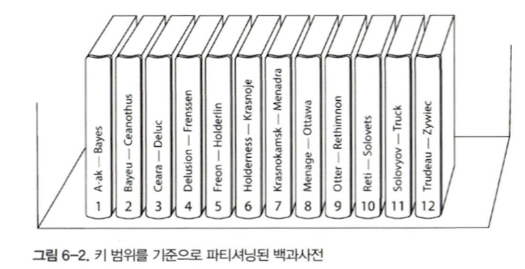 A-ak — Bayes
1
Bayeu — Ceanothus
2
Ceara — Deluc
3
Delusion — Frenssen
4
Freon — Holderlin
5
Holderness — Krasnoje
6
Krasnokamsk — Menadra
7
Menage — Ottawa
8
Otter — Rethimnon
9
Reti — Solovets
10
Solovyov — Truck
11
Trudeau — Zywiec
12
그림 6-2. 키 범위를 기준으로 파티셔닝된 백과사전